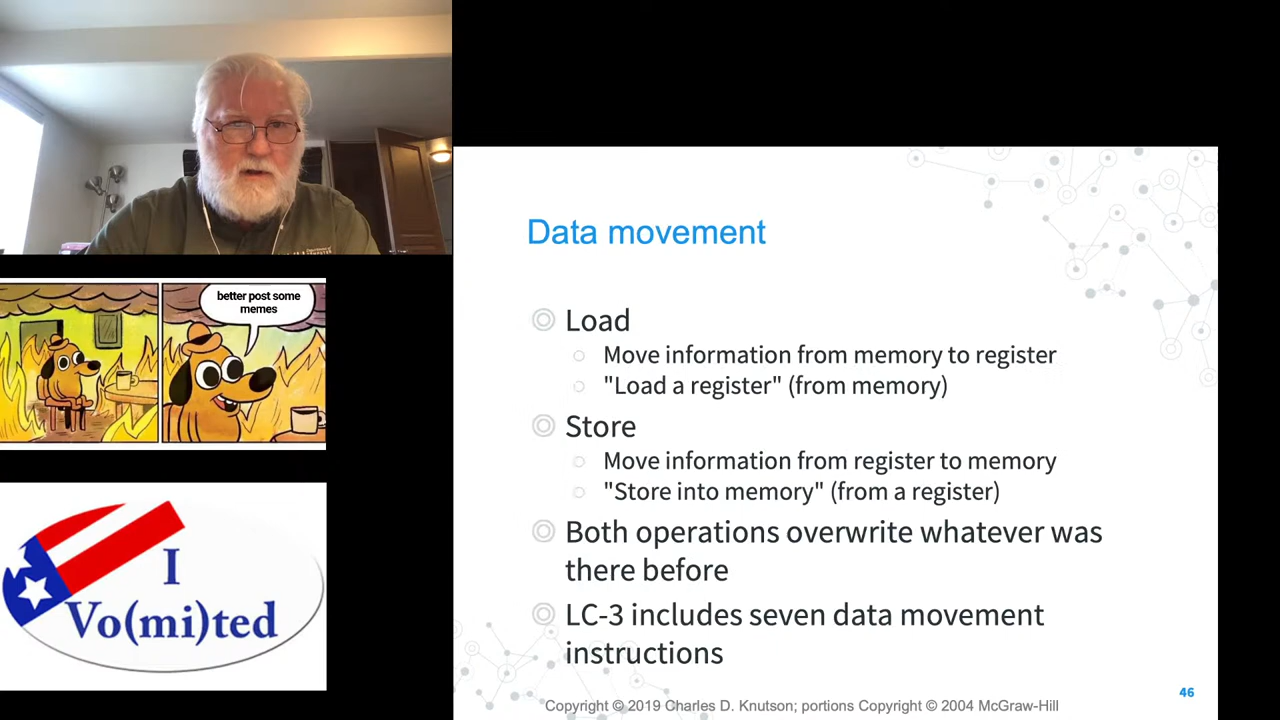 better post some
memes
I
Vo(mi)ted
Data movement
Load
Move information from memory to register
"Load a register" (from memory)
Store
Move information from register to memory
"Store into memory" (from a register)
Both operations overwrite whatever was
there before
LC-3 includes seven data movement
instructions
46
Copyright © 2019 Charles D. Knutson; portions Copyright © 2004 McGraw-Hill